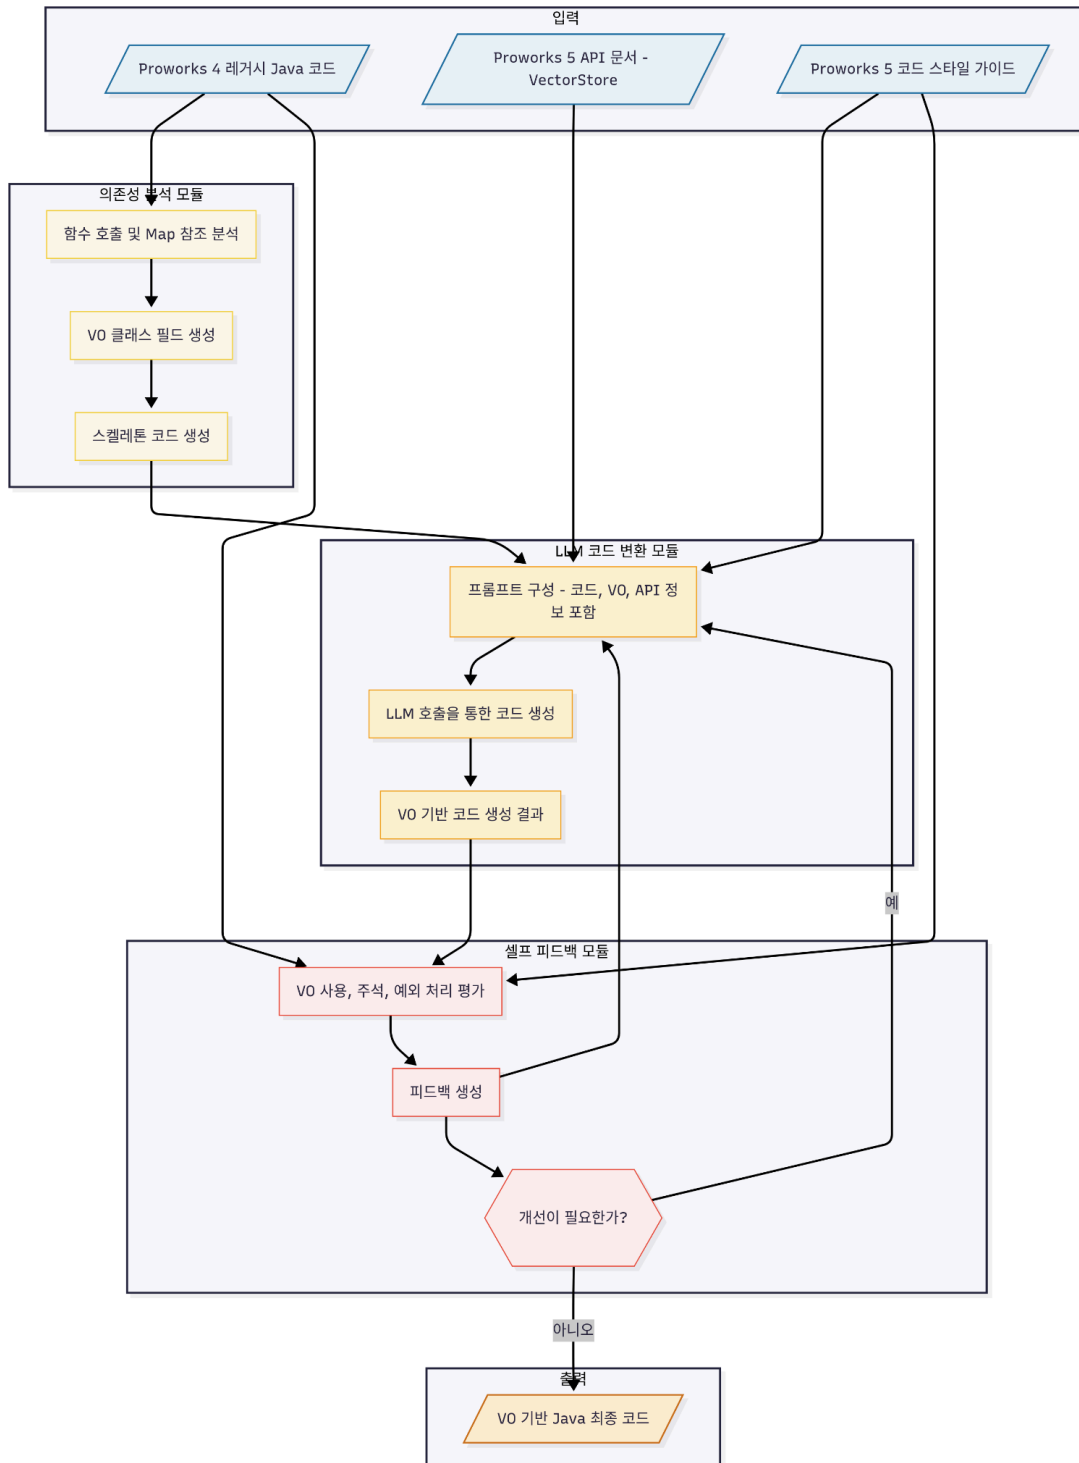 입력
Proworks 4 레거시 Java 코드
Proworks 5 API 문서 -
VectorStore
Proworks 5 코드 스타일 가이드
의존성 분석 모듈
함수 호출 및 Map 참조 분석
VO 클래스 필드 생성
스켈레톤 코드 생성
LLM 코드 변환 모듈
프롬프트 구성 - 코드, VO, API 정
보 포함
LLM 호출을 통한 코드 생성
VO 기반 코드 생성 결과
예
셀프 피드백 모듈
VO 사용, 주석, 예외 처리 평가
피드백 생성
개선이 필요한가?
아니오
출력
VO 기반 Java 최종 코드